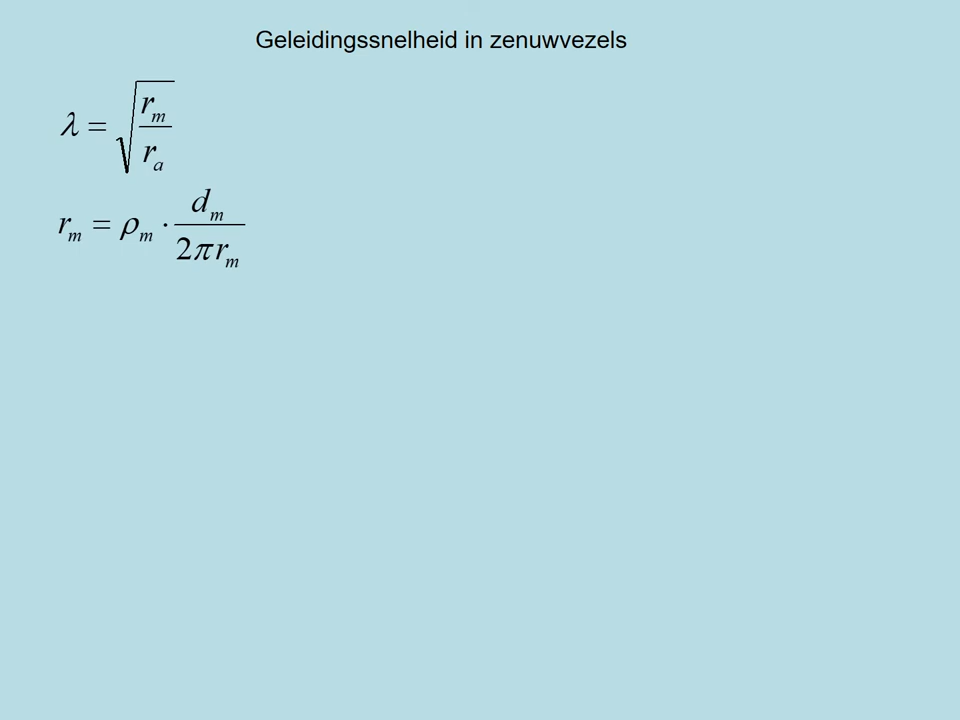 Geleidingssnelheid in zenuwvezels
λ = √(r_m / r_a)
r_m = ρ_m · d_m / 2π r_m